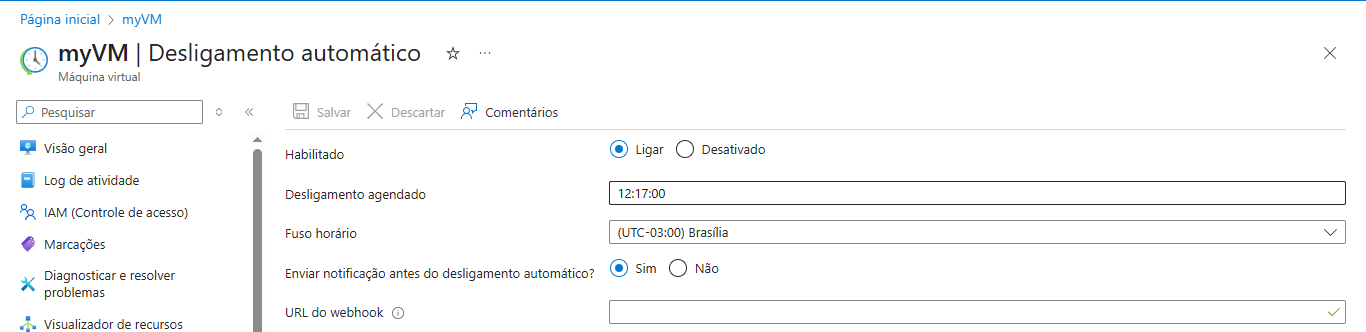 Página inicial > myVM
myVM | Desligamento automático ☆ ...
Máquina virtual
Pesquisar
Visão geral
Log de atividade
IAM (Controle de acesso)
Marcações
Diagnosticar e resolver
problemas
Visualizador de recursos
Salvar Descartar Comentários
Habilitado Ligar Desativado
Desligamento agendado 12:17:00
Fuso horário (UTC-03:00) Brasília
Enviar notificação antes do desligamento automático? Sim Não
URL do webhook